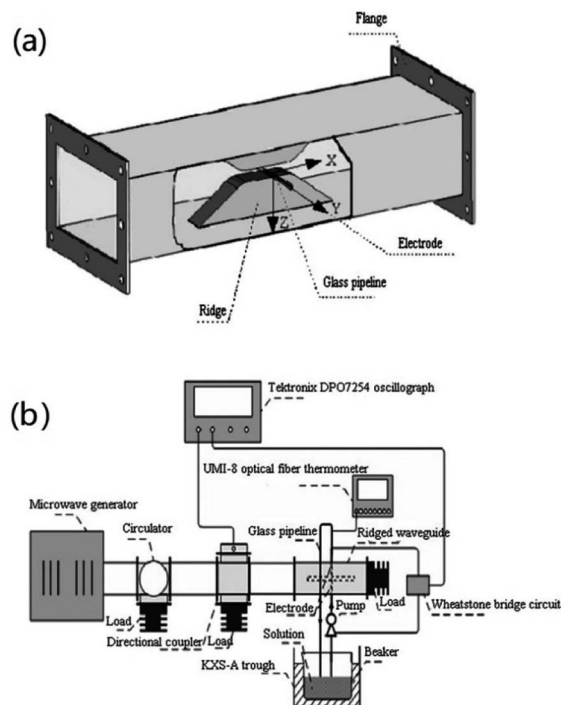 (a)
Flange
X
Y
Z
Electrode
Glass pipeline
Ridge
(b)
Tektronix DPO7254 oscillograph
UMI-8 optical fiber thermometer
Microwave generator
Circulator
Glass pipeline
Ridged waveguide
Load
Directional coupler
Load
Electrode
Pump
Load
Wheatstone bridge circuit
Solution
Beaker
KXS-A trough